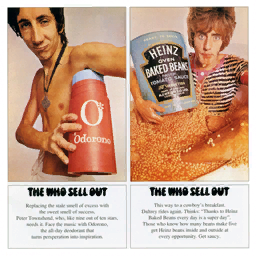 O
Odorono
HEINZ
OVEN
BAKED BEANS
TOMATO SAUCE
THE WHO SELL OUT
Replacing the stale smell of excess with
the sweet smell of success,
Peter Townshend, who, like nine out of ten stars,
needs it. Face the music with Odorono,
the all-day deodorant that
turns perspiration into inspiration.
THE WHO SELL OUT
This way to a cowboy's breakfast.
Daltrey rides again. Thinks: "Thanks to Heinz
Baked Beans every day is a super day."
Those who know how many beans make five
get Heinz beans inside and outside at
every opportunity. Get saucy.